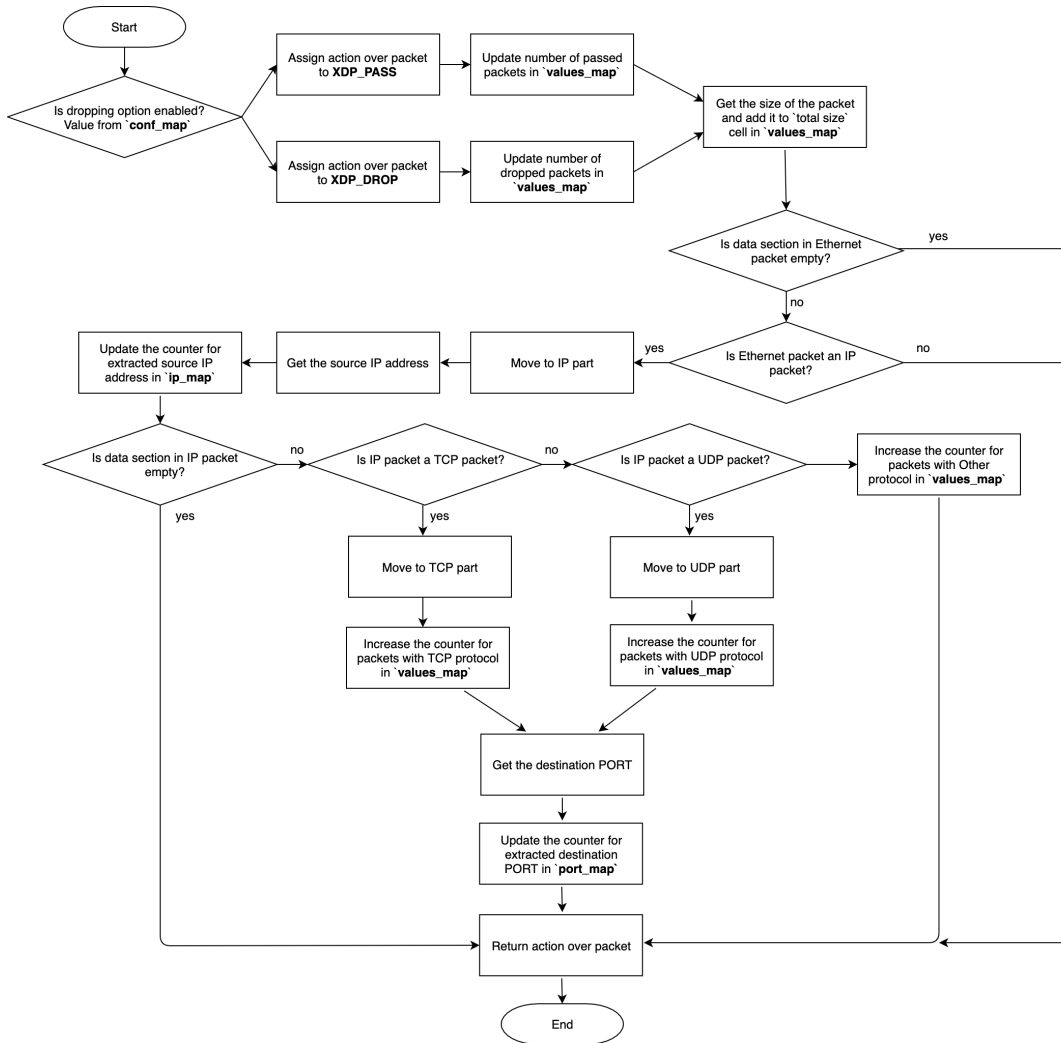 Start
Is dropping option enabled?
Value from `conf_map`
Assign action over packet
to XDP_PASS
Update number of passed
packets in `values_map`
Assign action over packet
to XDP_DROP
Update number of
dropped packets in
`values_map`
Get the size of the packet
and add it to `total size`
cell in `values_map`
Is data section in Ethernet
packet empty?
yes
no
Is Ethernet packet an IP
packet?
no
yes
Move to IP part
Get the source IP address
Update the counter for
extracted source IP
address in `ip_map`
Is data section in IP packet
empty?
no
yes
Is IP packet a TCP packet?
no
yes
Is IP packet a UDP packet?
yes
Increase the counter for
packets with Other
protocol in `values_map`
Move to TCP part
Move to UDP part
Increase the counter for
packets with TCP protocol
in `values_map`
Increase the counter for
packets with UDP protocol
in `values_map`
Get the destination PORT
Update the counter for
extracted destination
PORT in `port_map`
Return action over packet
End